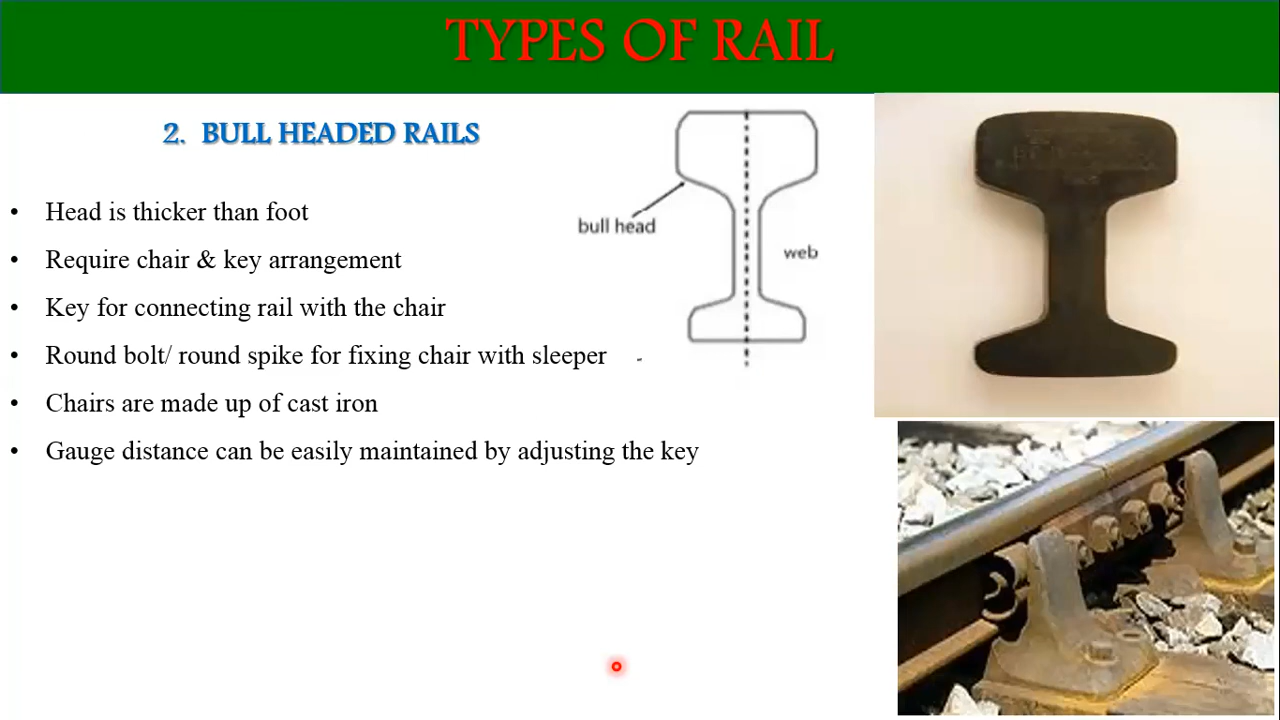 TYPES OF RAIL
2. BULL HEADED RAILS
• Head is thicker than foot
• Require chair & key arrangement
• Key for connecting rail with the chair
• Round bolt/ round spike for fixing chair with sleeper
• Chairs are made up of cast iron
• Gauge distance can be easily maintained by adjusting the key
bull head
web